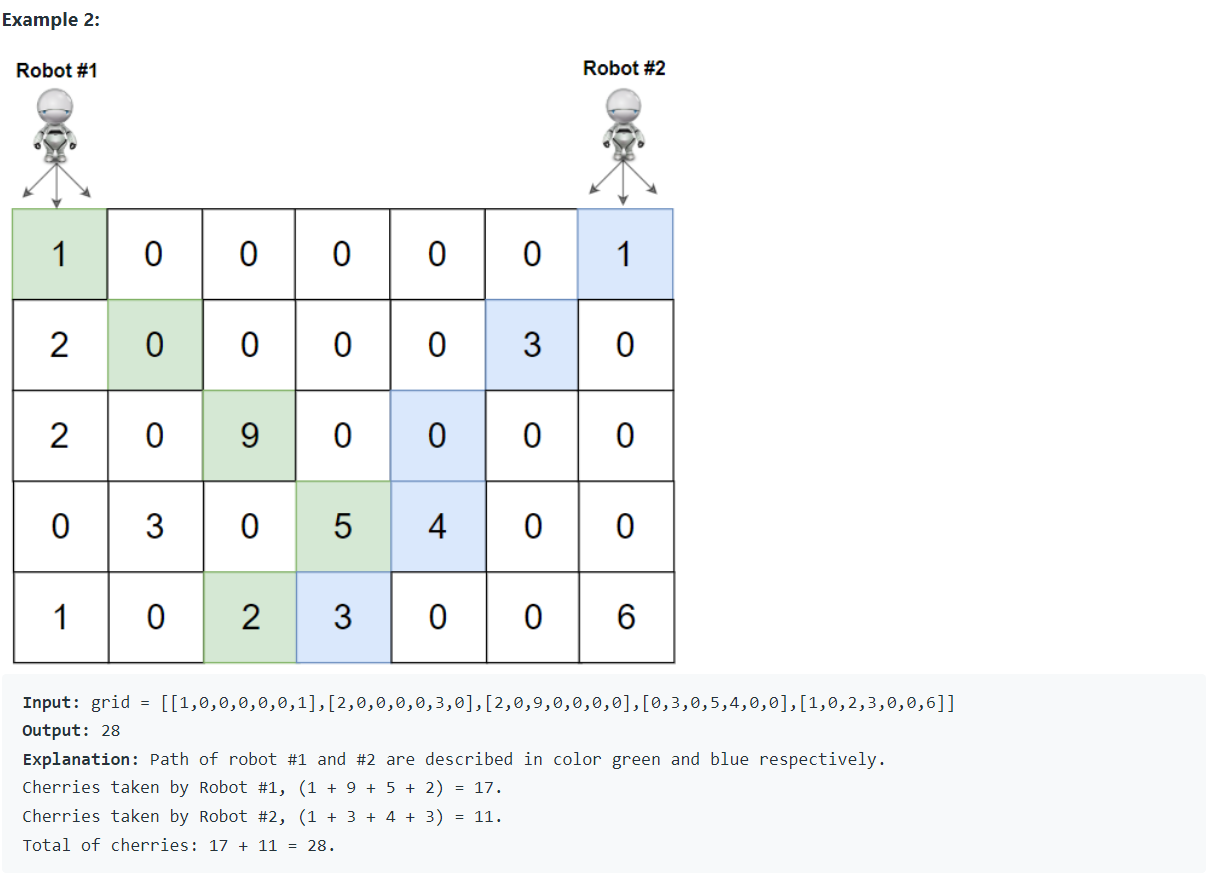 Example 2:
Robot #1 Robot #2
1 0 0 0 0 0 1
2 0 0 0 0 3 0
2 0 9 0 0 0 0
0 3 0 5 4 0 0
1 0 2 3 0 0 6
Input: grid = [[1,0,0,0,0,0,1],[2,0,0,0,0,3,0],[2,0,9,0,0,0,0],[0,3,0,5,4,0,0],[1,0,2,3,0,0,6]]
Output: 28
Explanation: Path of robot #1 and #2 are described in color green and blue respectively.
Cherries taken by Robot #1, (1 + 9 + 5 + 2) = 17.
Cherries taken by Robot #2, (1 + 3 + 4 + 3) = 11.
Total of cherries: 17 + 11 = 28.